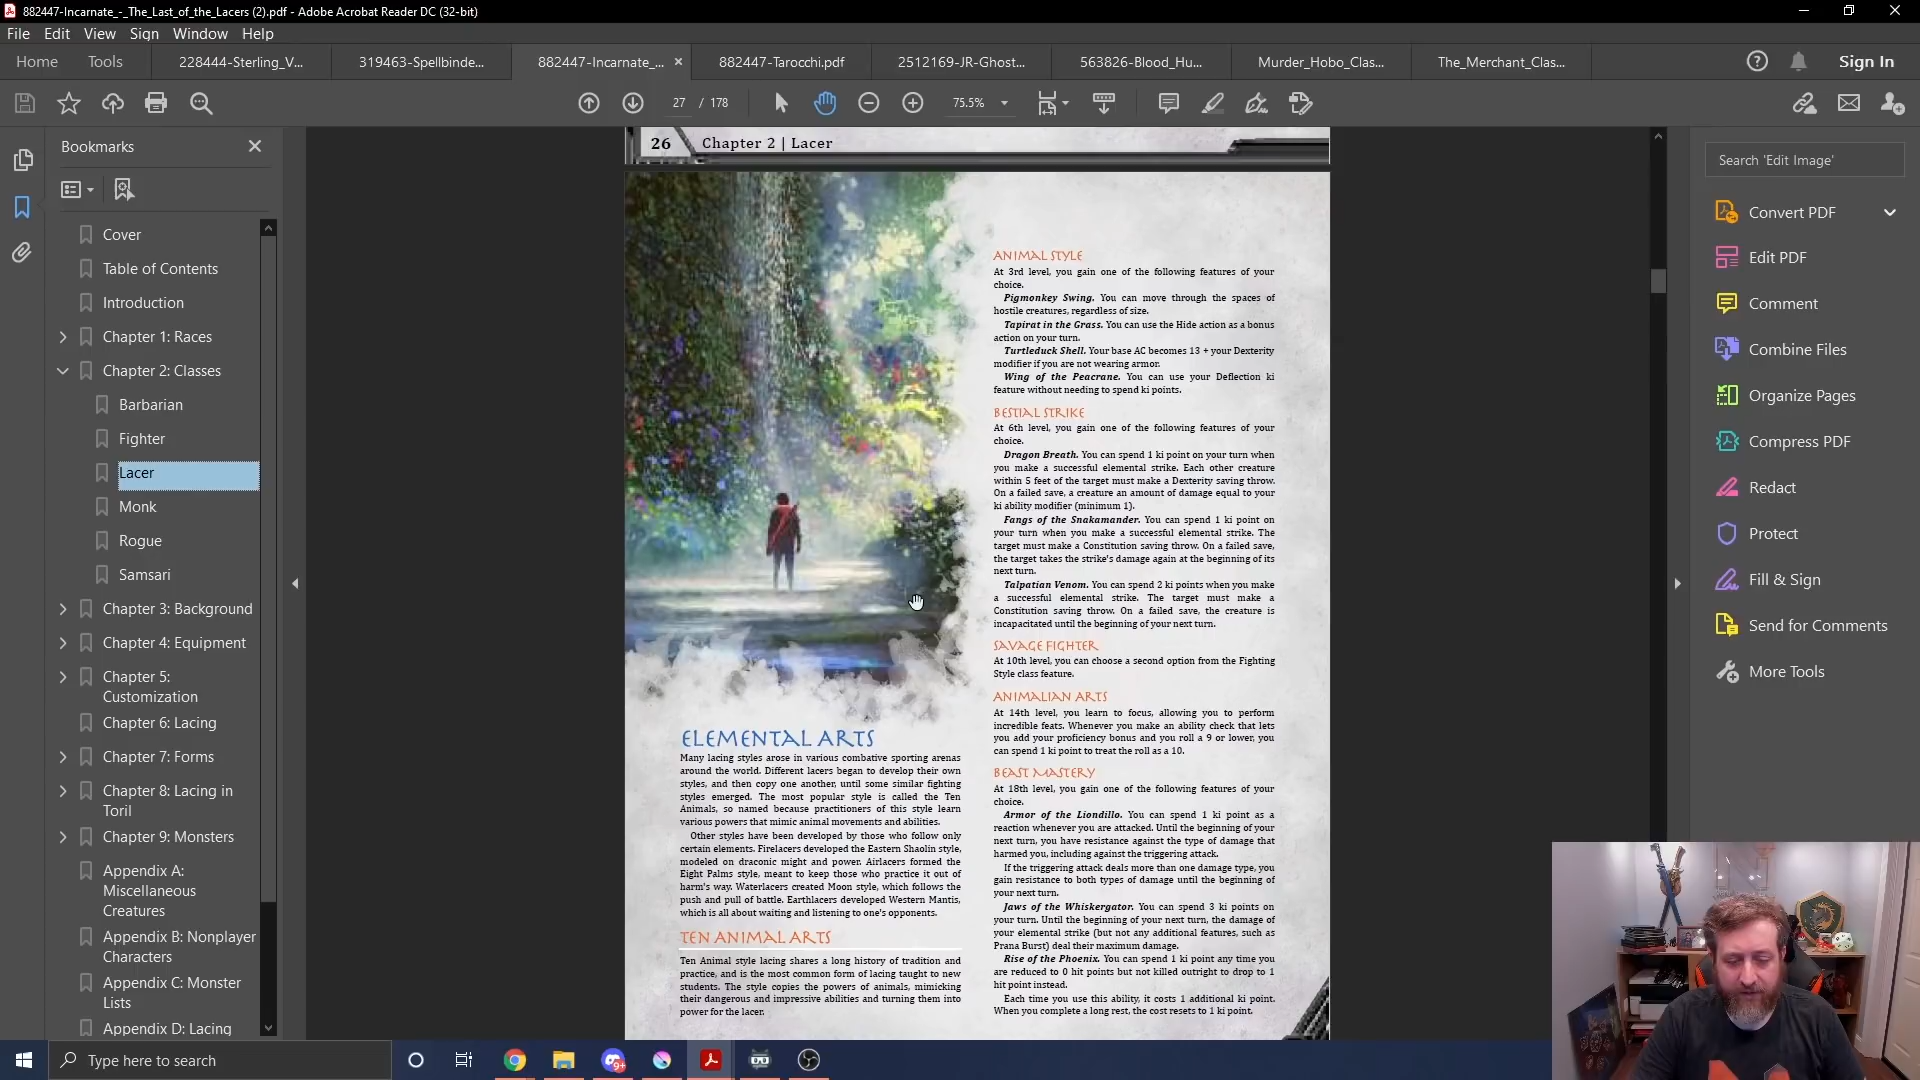 882447-Incarnate_-_The_Last_of_the_Lacers (2).pdf - Adobe Acrobat Reader DC (32-bit)
File Edit View Sign Window Help
Home Tools 228444-Sterling_V... 319463-Spellbinde... 882447-Incarnate_... 882447-Tarocchi.pdf 2512169-JR-Ghost... 563826-Blood_Hu... Murder_Hobo_Clas... The_Merchant_Clas... Sign In
27 / 178 75.5%
Bookmarks
Cover
Table of Contents
Introduction
Chapter 1: Races
Chapter 2: Classes
Barbarian
Fighter
Lacer
Monk
Rogue
Samsari
Chapter 3: Background
Chapter 4: Equipment
Chapter 5:
Customization
Chapter 6: Lacing
Chapter 7: Forms
Chapter 8: Lacing in
Toril
Chapter 9: Monsters
Appendix A:
Miscellaneous
Creatures
Appendix B: Nonplayer
Characters
Appendix C: Monster
Lists
Appendix D: Lacing
26 Chapter 2 | Lacer
ELEMENTAL ARTS
Many lacing styles arose in various combative sporting arenas
around the world. Different lacers began to develop their own
styles, and then copy one another, until some similar fighting
styles emerged. The most popular style is called the Ten
Animals, so named because practitioners of this style learn
various powers that mimic animal movements and abilities.
Other styles have been developed by those who follow only
certain elements. Firelacers developed the Eastern Shaolin style,
modeled on draconic might and power. Airlacers formed the
Eight Palms style, meant to keep those who practice it out of
harm's way. Waterlacers created Moon style, which follows the
push and pull of battle. Earthlacers developed Western Mantis,
which is all about waiting and listening to one's opponents.
TEN ANIMAL ARTS
Ten Animal style lacing shares a long history of tradition and
practice, and is the most common form of lacing taught to new
students. The style copies the powers of animals, mimicking
their dangerous and impressive abilities and turning them into
power for the lacer.
ANIMAL STYLE
At 3rd level, you gain one of the following features of your
choice.
Pigmonkey Swing. You can move through the spaces of
hostile creatures, regardless of size.
Tapirat in the Grass. You can use the Hide action as a bonus
action on your turn.
Turtleduck Shell. Your base AC becomes 13 + your Dexterity
modifier if you are not wearing armor.
Wing of the Peacrane. You can use your Deflection ki
feature without needing to spend ki points.
BESTIAL STRIKE
At 6th level, you gain one of the following features of your
choice.
Dragon Breath. You can spend 1 ki point on your turn when
you make a successful elemental strike. Each other creature
within 5 feet of the target must make a Dexterity saving throw.
On a failed save, a creature an amount of damage equal to your
ki ability modifier (minimum 1).
Fangs of the Snakamander. You can spend 1 ki point on
your turn when you make a successful elemental strike. The
target must make a Constitution saving throw. On a failed save,
the target takes the strike's damage again at the beginning of its
next turn.
Talpatian Venom. You can spend 2 ki points when you make
a successful elemental strike. The target must make a
Constitution saving throw. On a failed save, the creature is
incapacitated until the beginning of your next turn.
SAVAGE FIGHTER
At 10th level, you can choose a second option from the Fighting
Style class feature.
ANIMALIAN ARTS
At 14th level, you learn to focus, allowing you to perform
incredible feats. Whenever you make an ability check that lets
you add your proficiency bonus and you roll a 9 or lower, you
can spend 1 ki point to treat the roll as a 10.
BEAST MASTERY
At 18th level, you gain one of the following features of your
choice.
Armor of the Liondillo. You can spend 1 ki point as a
reaction whenever you are attacked. Until the beginning of your
next turn, you have resistance against the type of damage that
harmed you, including against the triggering attack.
If the triggering attack deals more than one damage type, you
gain resistance to both types of damage until the beginning of
your next turn.
Jaws of the Whiskergator. You can spend 3 ki points on
your turn. Until the beginning of your next turn, the damage of
your elemental strike (but not any additional features, such as
Prana Burst) deal their maximum damage.
Rise of the Phoenix. You can spend 1 ki point any time you
are reduced to 0 hit points but not killed outright to drop to 1
hit point instead.
Each time you use this ability, it costs 1 additional ki point.
When you complete a long rest, the cost resets to 1 ki point.
Search 'Edit Image'
Convert PDF
Edit PDF
Comment
Combine Files
Organize Pages
Compress PDF
Redact
Protect
Fill & Sign
Send for Comments
More Tools
Type here to search
9+